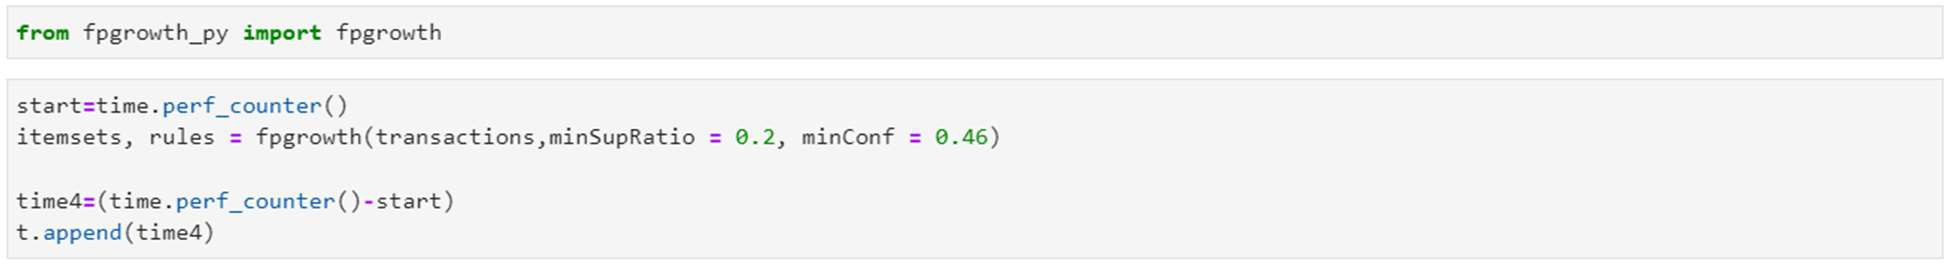 from fpgrowth_py import fpgrowth
start=time.perf_counter()
itemsets, rules = fpgrowth(transactions,minSupRatio = 0.2, minConf = 0.46)
time4=(time.perf_counter()-start)
t.append(time4)